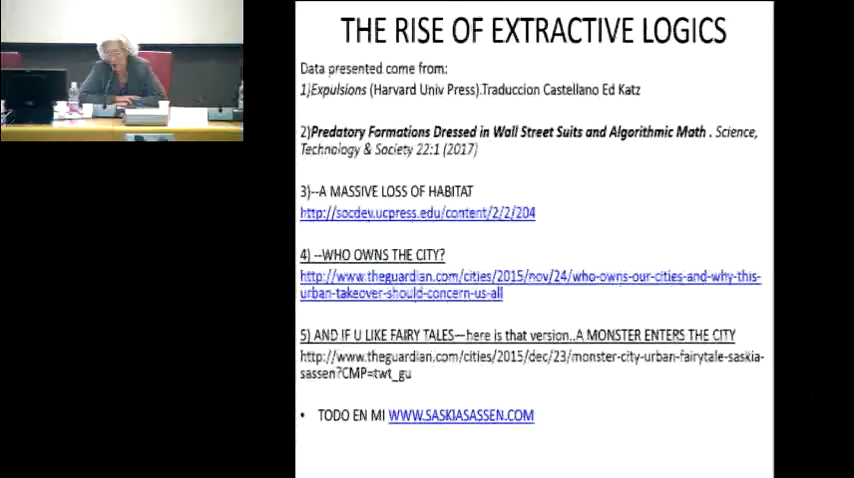 THE RISE OF EXTRACTIVE LOGICS
Data presented come from:
1)Expulsions (Harvard Univ Press).Traduccion Castellano Ed Katz
2)Predatory Formations Dressed in Wall Street Suits and Algorithmic Math . Science,
Technology & Society 22:1 (2017)
3)--A MASSIVE LOSS OF HABITAT
http://socdev.ucpress.edu/content/2/2/204
4) --WHO OWNS THE CITY?
http://www.theguardian.com/cities/2015/nov/24/who-owns-our-cities-and-why-this-
urban-takeover-should-concern-us-all
5) AND IF U LIKE FAIRY TALES—here is that version..A MONSTER ENTERS THE CITY
http://www.theguardian.com/cities/2015/dec/23/monster-city-urban-fairytale-saskia-
sassen?CMP=twt_gu
• TODO EN MI WWW.SASKIASASSEN.COM